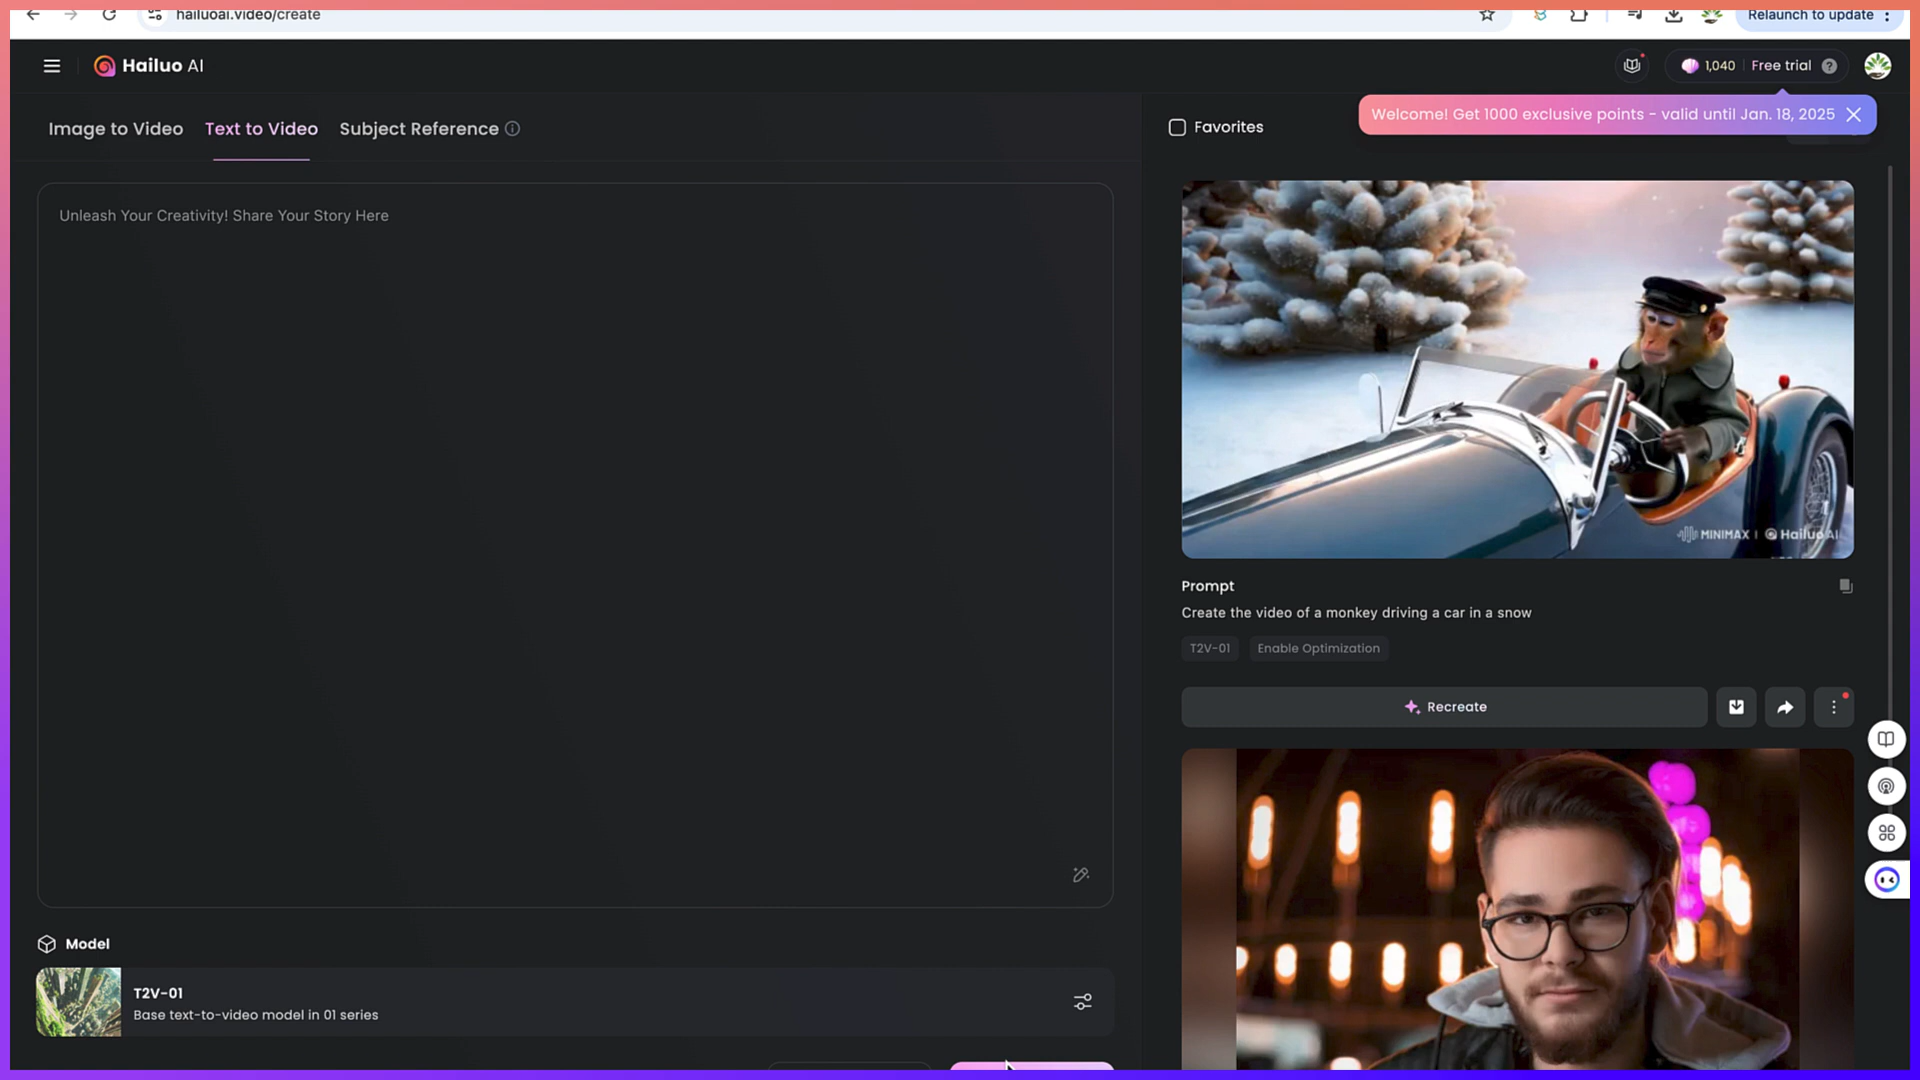 hailuoai.video/create
Relaunch to update
Hailuo AI
1,040
Free trial
Welcome! Get 1000 exclusive points - valid until Jan. 18, 2025
Image to Video
Text to Video
Subject Reference
Favorites
Unleash Your Creativity! Share Your Story Here
MINIMAX | Hailuo AI
Prompt
Create the video of a monkey driving a car in a snow
T2V-01
Enable Optimization
Recreate
Model
T2V-01
Base text-to-video model in 01 series